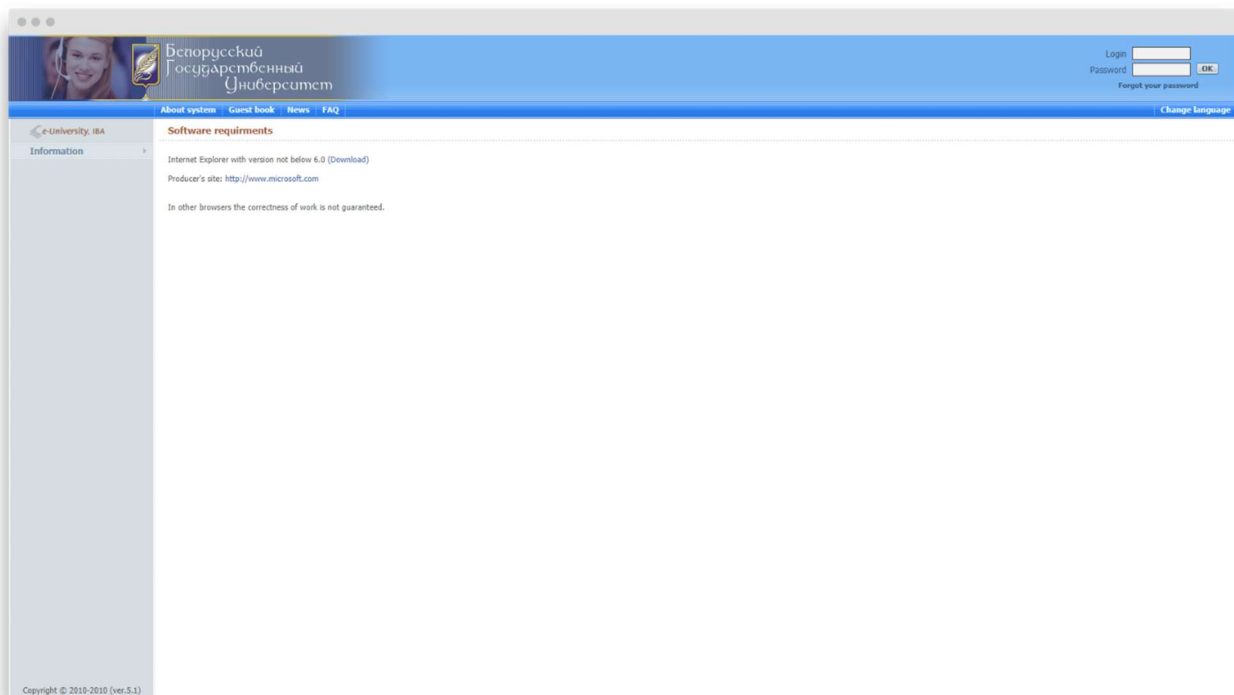 Белорусский
Государственный
Университет
Login
Password
OK
Forgot your password
About system Guest book News FAQ Change language
e-University, IBA
Information
Software requirments
Internet Explorer with version not below 6.0 (Download)
Producer's site: http://www.microsoft.com
In other browsers the correctness of work is not guaranteed.
Copyright © 2010-2010 (ver.5.1)